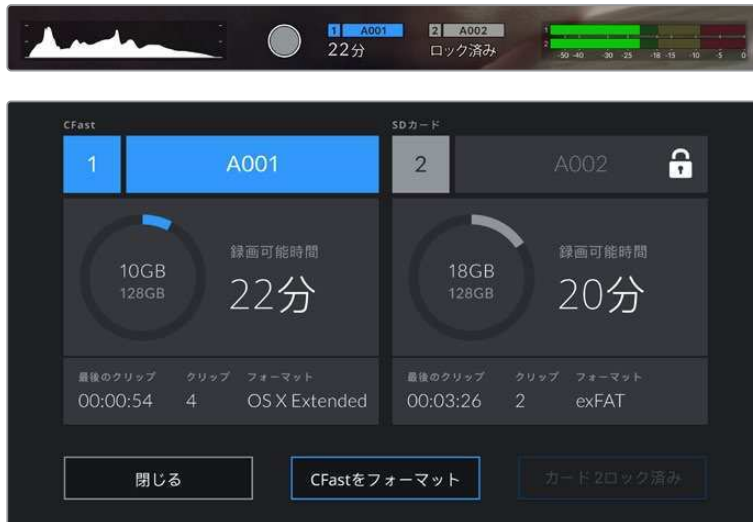 1 A001 2 A002
22分 ロック済み
1
2
-50 -40 -30 -25 -18 -15 -10 -5 0
CFast SDカード
1 A001 2 A002
録画可能時間 録画可能時間
10GB 22分 18GB 20分
128GB 128GB
最後のクリップ クリップ フォーマット 最後のクリップ クリップ フォーマット
00:00:54 4 OS X Extended 00:03:26 2 exFAT
閉じる CFastをフォーマット カード 2ロック済み